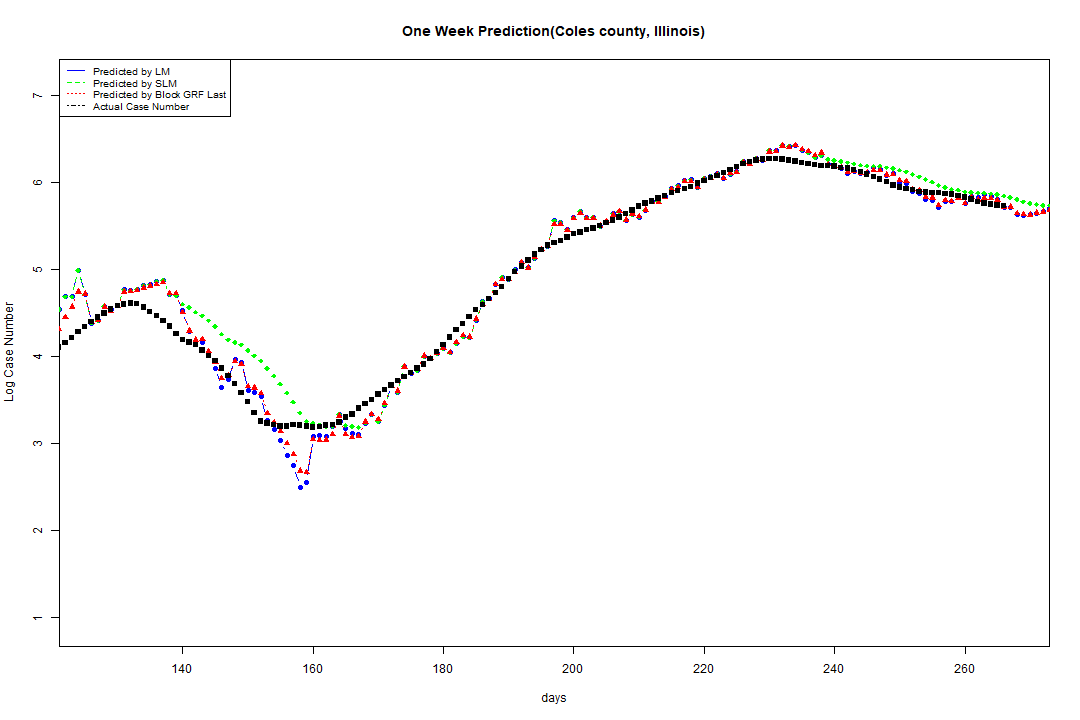 One Week Prediction(Coles county, Illinois)
Predicted by LM
Predicted by SLM
Predicted by Block GRF Last
Actual Case Number
7
6
5
4
3
2
1
Log Case Number
140 160 180 200 220 240 260
days